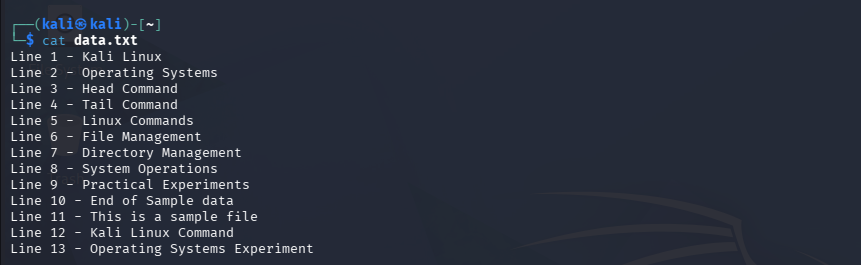 ┌──(kali㉿kali)-[~]
└─$ cat data.txt
Line 1 - Kali Linux
Line 2 - Operating Systems
Line 3 - Head Command
Line 4 - Tail Command
Line 5 - Linux Commands
Line 6 - File Management
Line 7 - Directory Management
Line 8 - System Operations
Line 9 - Practical Experiments
Line 10 - End of Sample data
Line 11 - This is a sample file
Line 12 - Kali Linux Command
Line 13 - Operating Systems Experiment